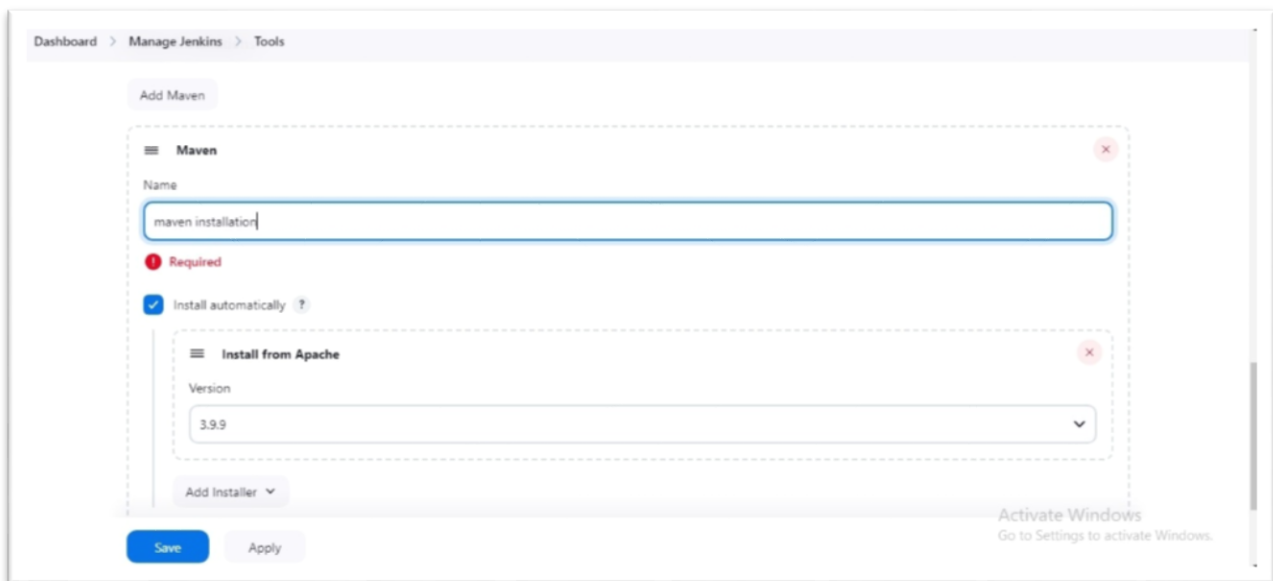 Dashboard > Manage Jenkins > Tools
Add Maven
Maven
Name
maven installation
Required
Install automatically ?
Install from Apache
Version
3.9.9
Add Installer
Activate Windows
Go to Settings to activate Windows.
Save Apply